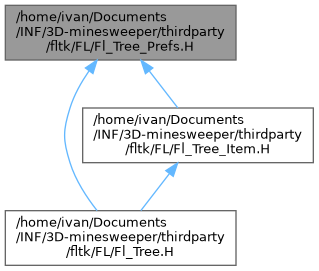 /home/ivan/Documents
/INF/3D-minesweeper/thirdparty
/fltk/FL/Fl_Tree_Prefs.H
/home/ivan/Documents
/INF/3D-minesweeper/thirdparty
/fltk/FL/Fl_Tree_Item.H
/home/ivan/Documents
/INF/3D-minesweeper/thirdparty
/fltk/FL/Fl_Tree.H